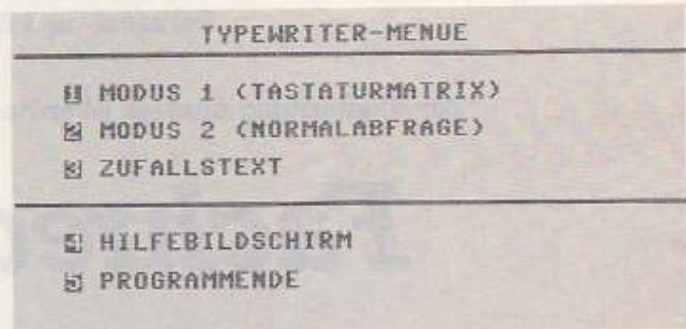 TYPEWRITER-MENUE
1 MODUS 1 (TASTATURMATRIX)
2 MODUS 2 (NORMALABFRAGE)
3 ZUFALLSTEXT
4 HILFEBILDSCHIRM
5 PROGRAMMENDE